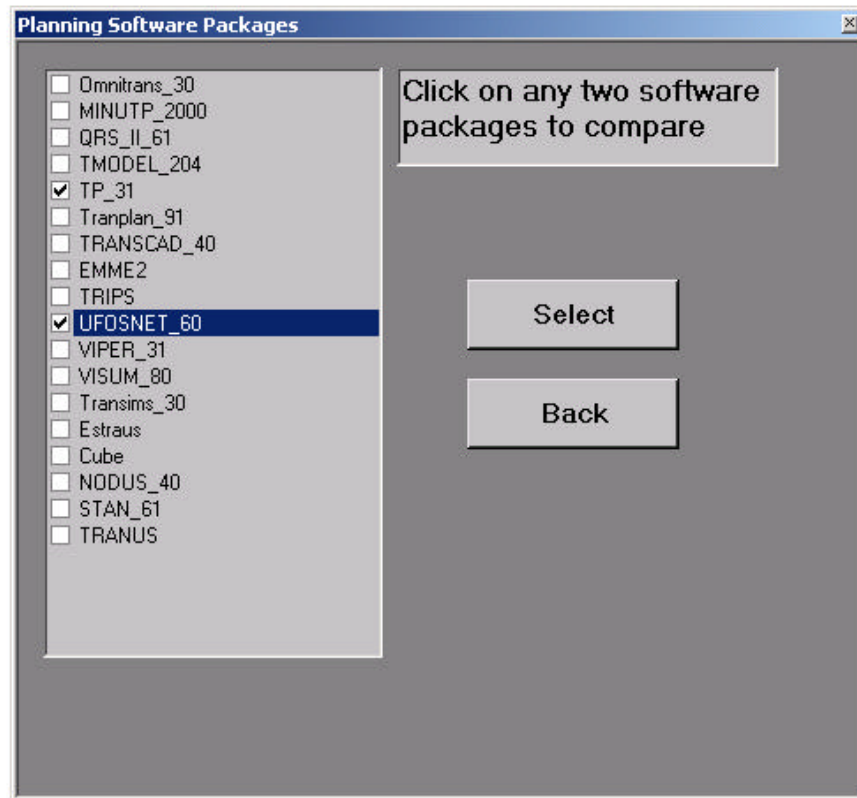 Planning Software Packages
Omnitrans_30
MINUTP_2000
QRS_II_61
TMODEL_204
TP_31
Tranplan_91
TRANSCAD_40
EMME2
TRIPS
UFOSNET_60
VIPER_31
VISUM_80
Transims_30
Estraus
Cube
NODUS_40
STAN_61
TRANUS
Click on any two software
packages to compare
Select
Back